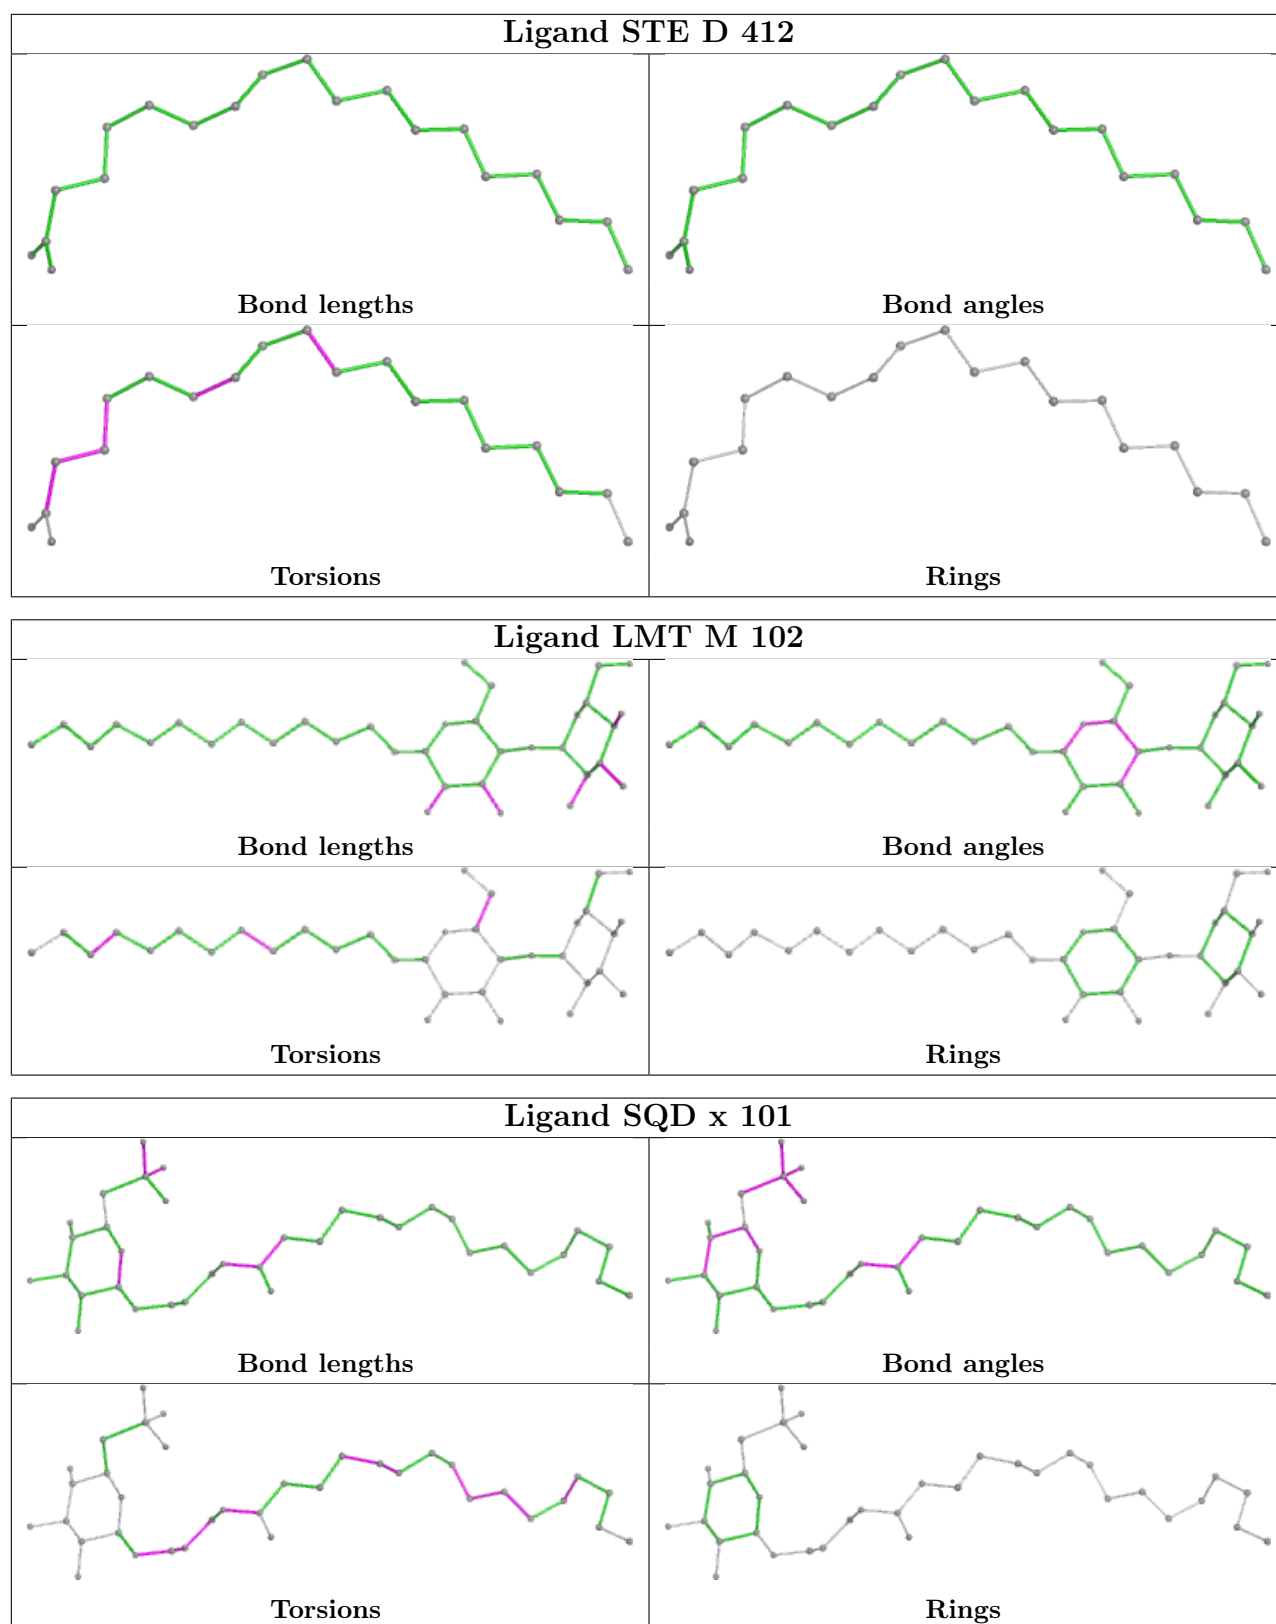 Ligand STE D 412
Bond lengths
Bond angles
Torsions
Rings
Ligand LMT M 102
Bond lengths
Bond angles
Torsions
Rings
Ligand SQD x 101
Bond lengths
Bond angles
Torsions
Rings